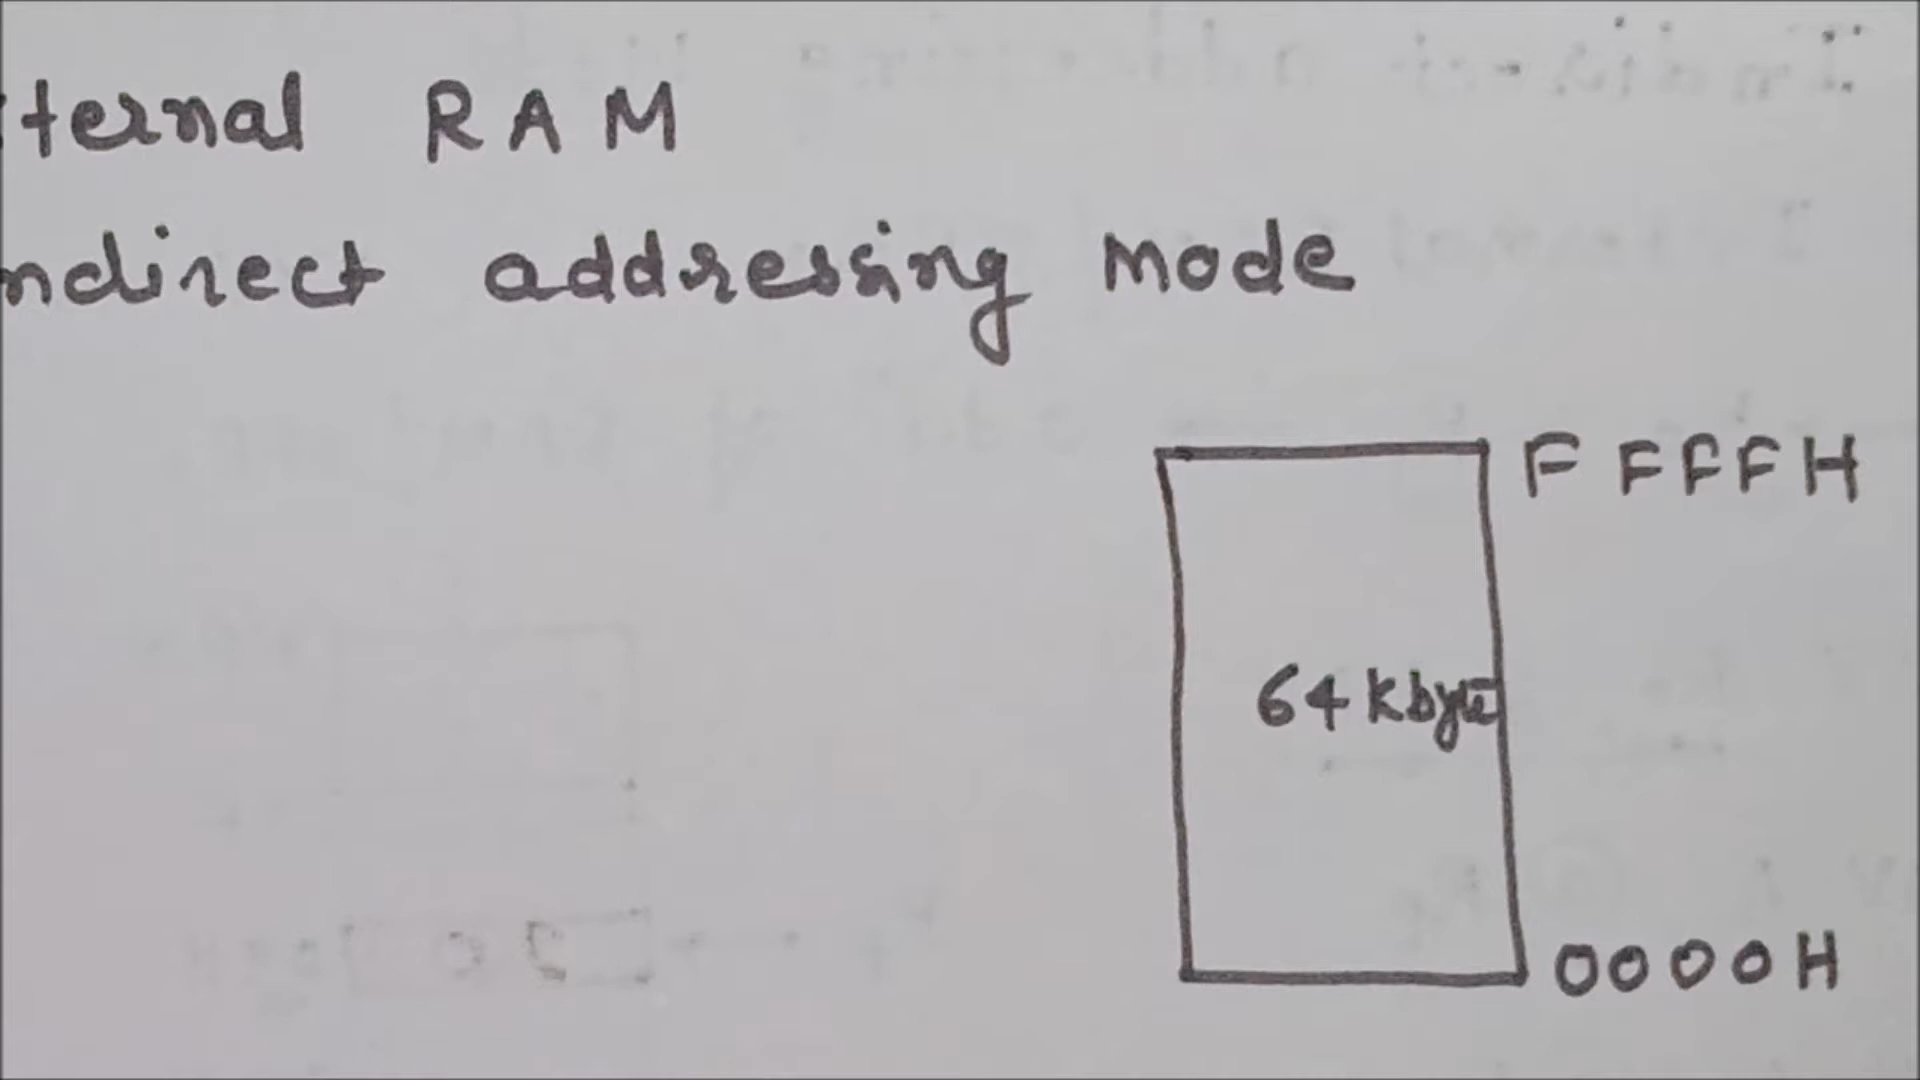 ternal RAM
ndirect addressing mode
FFFFH
64 Kbyte
0000H